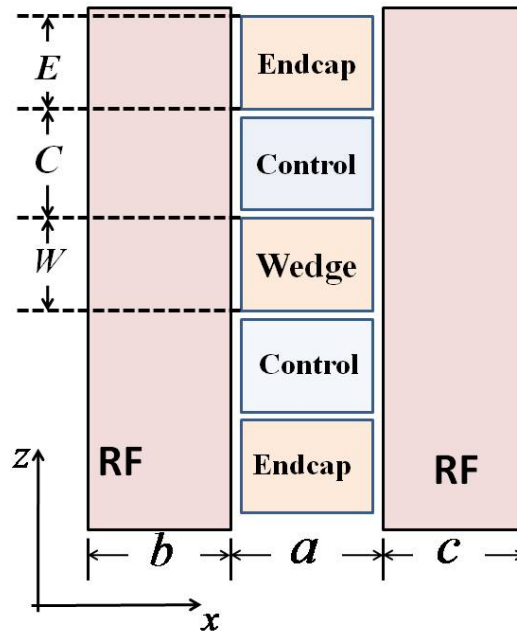 E
Endcap
C
Control
W
Wedge
Control
z
RF
Endcap
RF
b
a
c
x